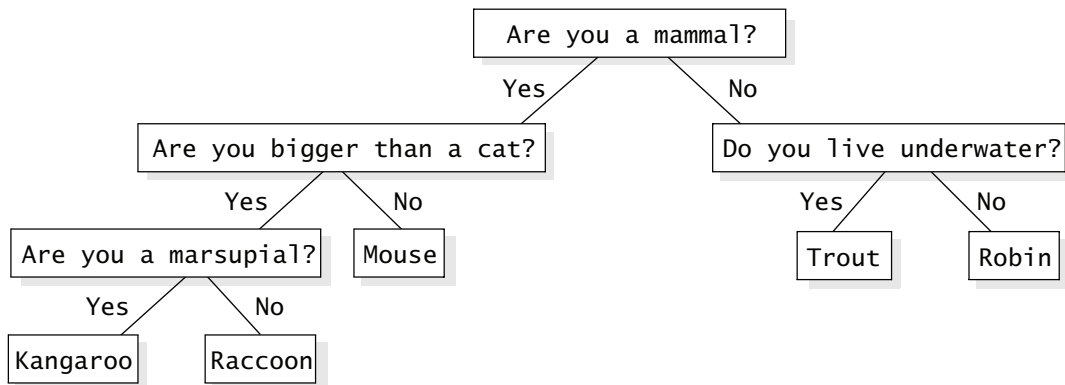 Are you a mammal?
Yes
No
Are you bigger than a cat?
Do you live underwater?
Yes
No
Yes
No
Are you a marsupial?
Mouse
Trout
Robin
Yes
No
Kangaroo
Raccoon